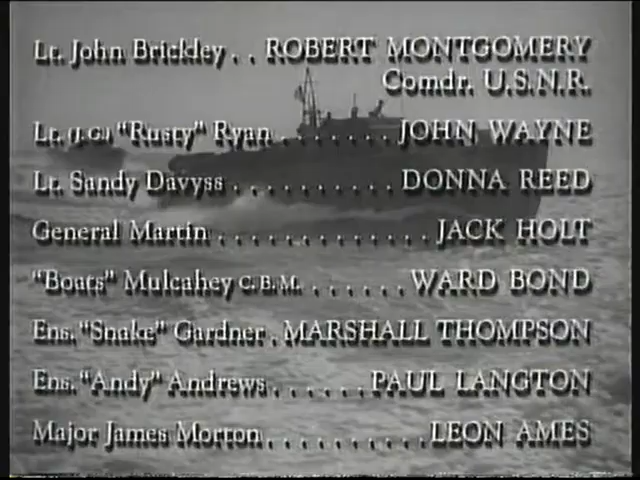 Lt. John Brickley . . ROBERT MONTGOMERY
Comdr. U.S.N.R.
Lt. (J.G.) "Rusty" Ryan . . . . . . . JOHN WAYNE
Lt. Sandy Davyss . . . . . . . . . . DONNA REED
General Martin . . . . . . . . . . . . . JACK HOLT
"Boats" Mulcahey C.B.M. . . . . . . WARD BOND
Ens. "Snake" Gardner . MARSHALL THOMPSON
Ens. "Andy" Andrews . . . . . . PAUL LANGTON
Major James Morton . . . . . . . . . . LEON AMES